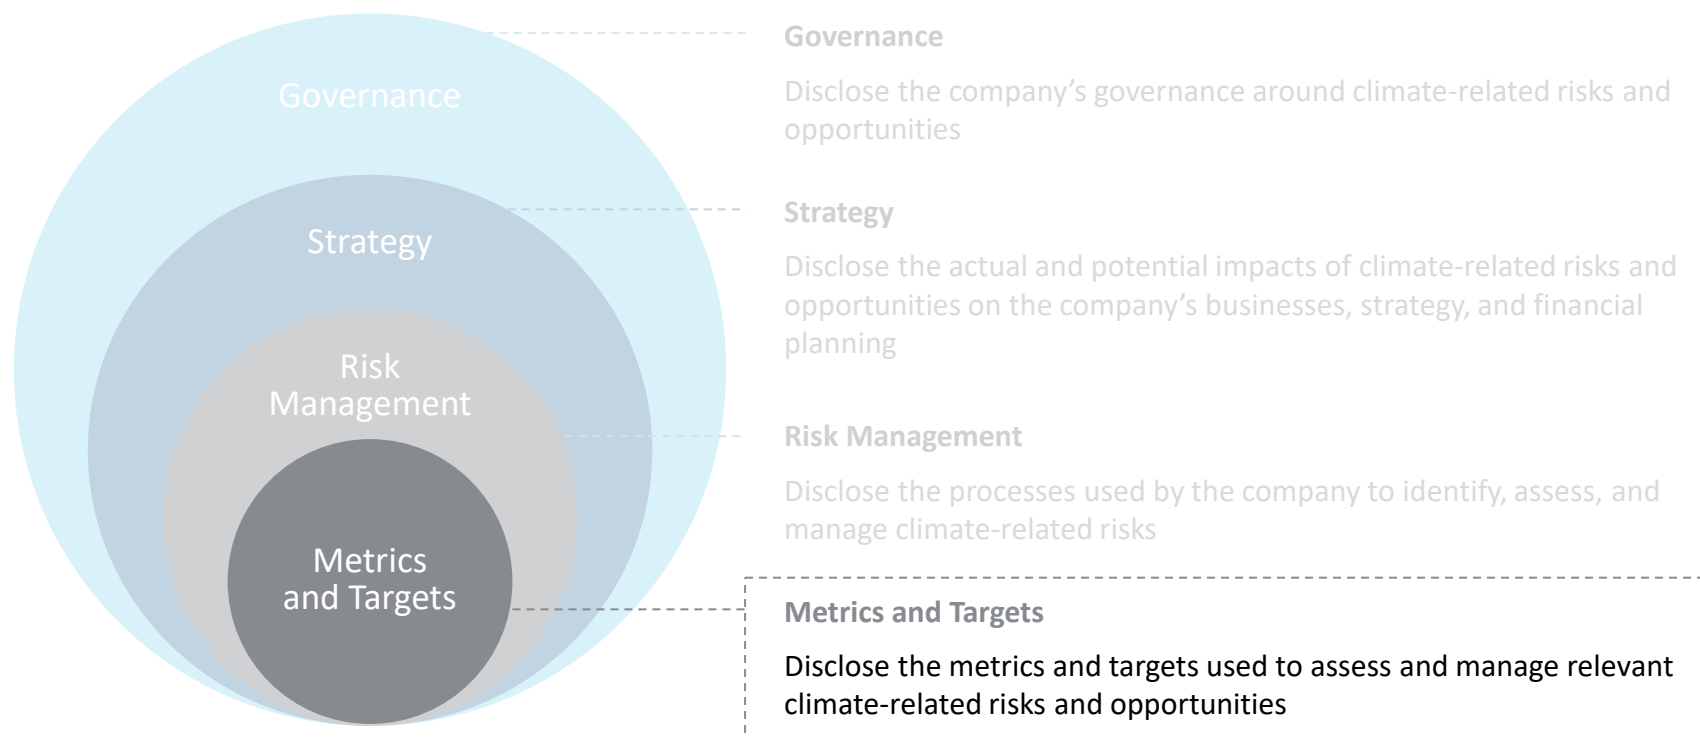 Governance
Strategy
Risk
Management
Metrics
and Targets
Governance
Disclose the company’s governance around climate-related risks and
opportunities
Strategy
Disclose the actual and potential impacts of climate-related risks and
opportunities on the company’s businesses, strategy, and financial
planning
Risk Management
Disclose the processes used by the company to identify, assess, and
manage climate-related risks
Metrics and Targets
Disclose the metrics and targets used to assess and manage relevant
climate-related risks and opportunities